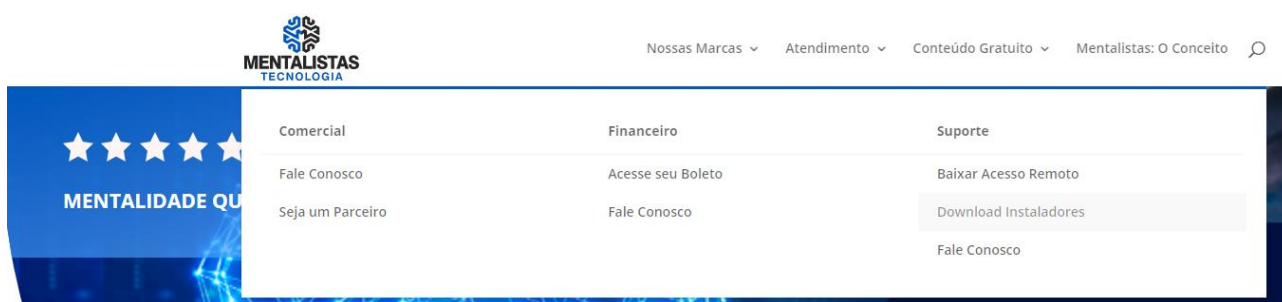 MENTALISTAS
TECNOLOGIA
Nossas Marcas Atendimento Conteúdo Gratuito Mentalistas: O Conceito
Comercial Financeiro Suporte
Fale Conosco Acesse seu Boleto Baixar Acesso Remoto
MENTALIDADE QU
Seja um Parceiro Fale Conosco Download Instaladores
Fale Conosco